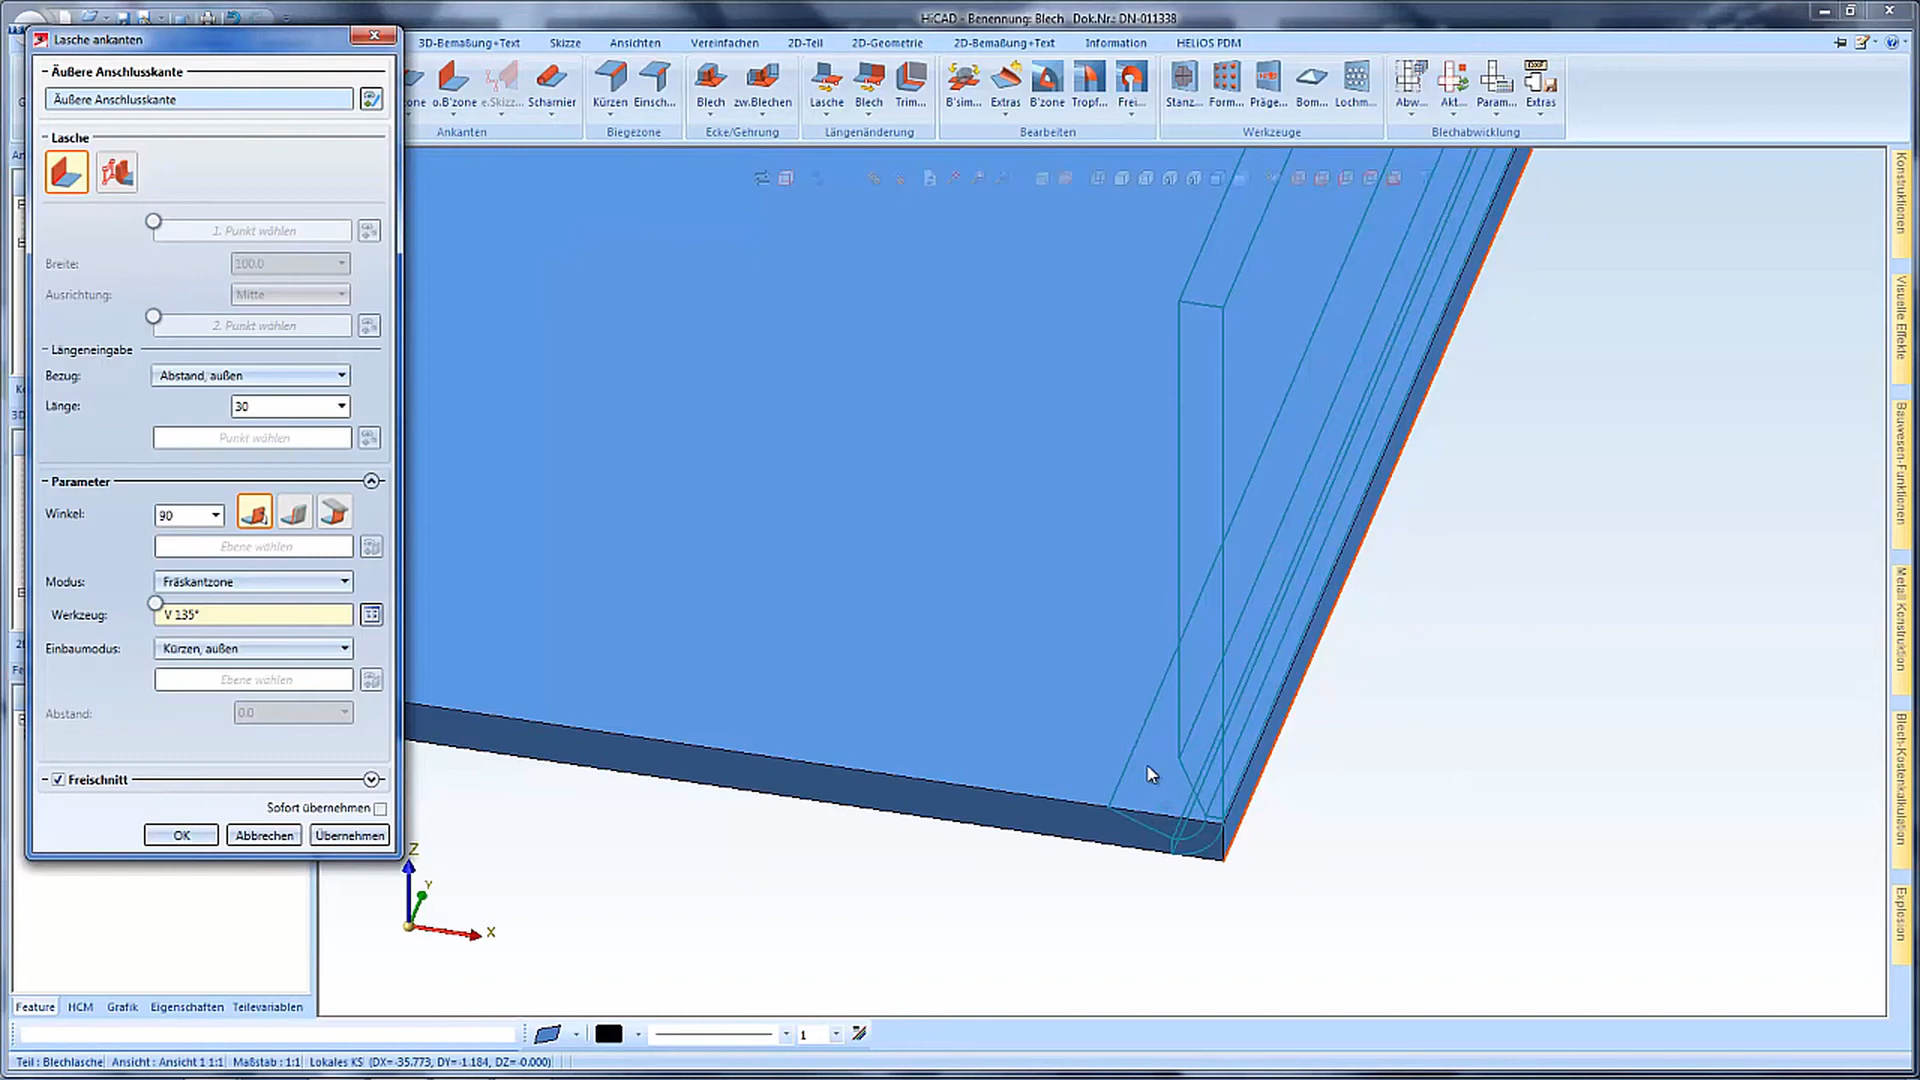 HiCAD - Benennung: Blech Dok.Nr.: DN-011338
3D-Bemaßung+Text Skizze Ansichten Vereinfachen 2D-Teil 2D-Geometrie 2D-Bemaßung+Text Information HELiOS PDM
o.B'zone e.Skizz... Scharnier Kürzen Einsch... Blech zw.Blechen Lasche Blech Trim... B'sim... Extras B'zone Tropf... Frei... Stanz... Form... Präge... Bom... Lochm... Abw... Akt... Param... Extras
Ankanten Biegezone Ecke/Gehrung Längenänderung Bearbeiten Werkzeuge Blechabwicklung
Lasche ankanten
Äußere Anschlusskante
Äußere Anschlusskante
Lasche
1. Punkt wählen
Breite: 100.0
Ausrichtung: Mitte
2. Punkt wählen
Längeneingabe
Bezug: Abstand, außen
Länge: 30
Punkt wählen
Parameter
Winkel: 90
Ebene wählen
Modus: Fräskantzone
Werkzeug: V 135°
Einbaumodus: Kürzen, außen
Ebene wählen
Abstand: 0.0
Freischnitt
Sofort übernehmen
OK Abbrechen Übernehmen
Z
Y
X
Konstruktionen
Visuelle Effekte
Bauwesen-Funktionen
Metall Konstruktion
Blech-Kostenkalkulation
Explosion
Feature HCM Grafik Eigenschaften Teilevariablen
1
Teil : Blechlasche Ansicht : Ansicht 1 1:1 Maßstab : 1:1 Lokales KS (DX=-35.773, DY=-1.184, DZ=-0.000)